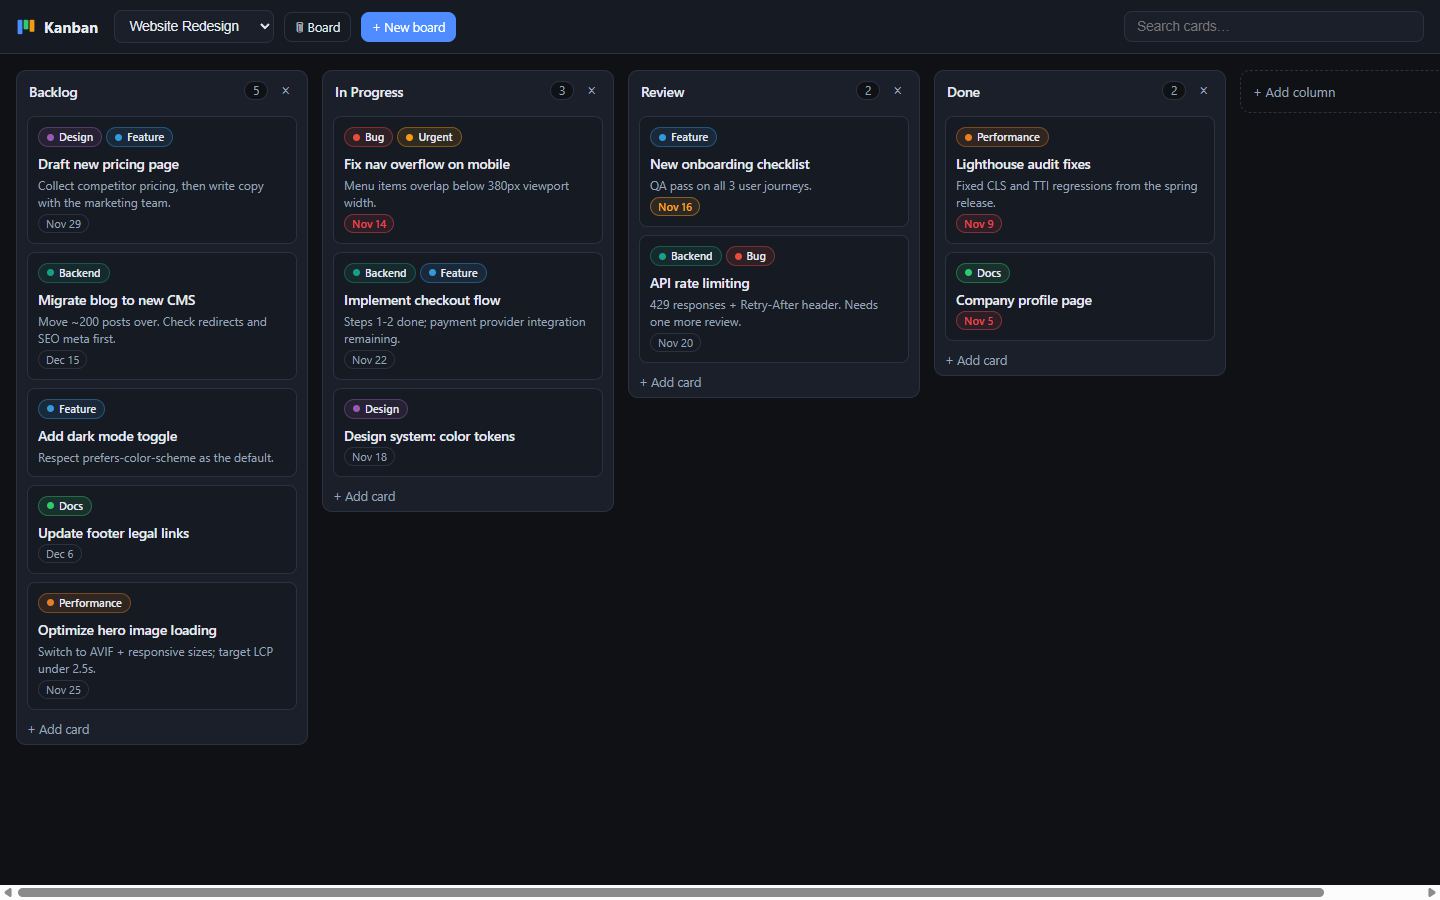 Kanban
Website Redesign
Board
+ New board
Search cards…
Backlog
5
×
Design
Feature
Draft new pricing page
Collect competitor pricing, then write copy
with the marketing team.
Nov 29
Backend
Migrate blog to new CMS
Move ~200 posts over. Check redirects and
SEO meta first.
Dec 15
Feature
Add dark mode toggle
Respect prefers-color-scheme as the default.
Docs
Update footer legal links
Dec 6
Performance
Optimize hero image loading
Switch to AVIF + responsive sizes; target LCP
under 2.5s.
Nov 25
+ Add card
In Progress
3
×
Bug
Urgent
Fix nav overflow on mobile
Menu items overlap below 380px viewport
width.
Nov 14
Backend
Feature
Implement checkout flow
Steps 1-2 done; payment provider integration
remaining.
Nov 22
Design
Design system: color tokens
Nov 18
+ Add card
Review
2
×
Feature
New onboarding checklist
QA pass on all 3 user journeys.
Nov 16
Backend
Bug
API rate limiting
429 responses + Retry-After header. Needs
one more review.
Nov 20
+ Add card
Done
2
×
Performance
Lighthouse audit fixes
Fixed CLS and TTI regressions from the spring
release.
Nov 9
Docs
Company profile page
Nov 5
+ Add card
+ Add column